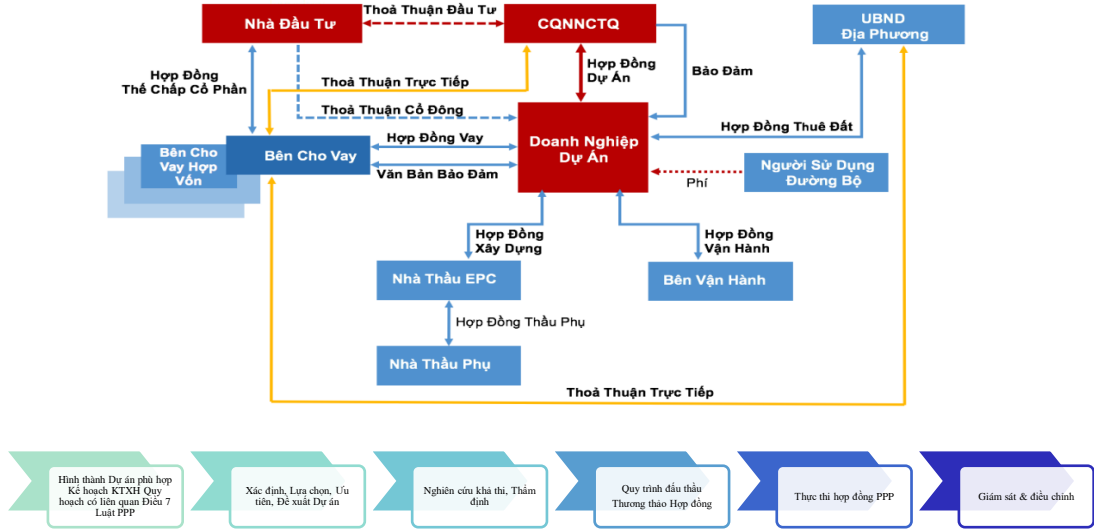 Thoả Thuận Đầu Tư
Nhà Đầu Tư
CQNNCTQ
UBND
Địa Phương
Hợp Đồng
Thế Chấp Cổ Phần
Thoả Thuận Trực Tiếp
Hợp Đồng
Dự Án
Bảo Đảm
Thoả Thuận Cổ Đông
Hợp Đồng Thuê Đất
Bên Cho
Vay Hợp
Vốn
Bên Cho Vay
Hợp Đồng Vay
Văn Bản Bảo Đảm
Doanh Nghiệp
Dự Án
Phí
Người Sử Dụng
Đường Bộ
Hợp Đồng
Xây Dựng
Hợp Đồng
Vận Hành
Nhà Thầu EPC
Bên Vận Hành
Hợp Đồng Thầu Phụ
Nhà Thầu Phụ
Thoả Thuận Trực Tiếp
Hình thành Dự án phù hợp
Kế hoạch KTXH Quy
hoạch có liên quan Điều 7
Luật PPP
Xác định, Lựa chọn, Ưu
tiên, Đề xuất Dự án
Nghiên cứu khả thi, Thẩm
định
Quy trình đấu thầu
Thương thảo Hợp đồng
Thực thi hợp đồng PPP
Giám sát & điều chỉnh